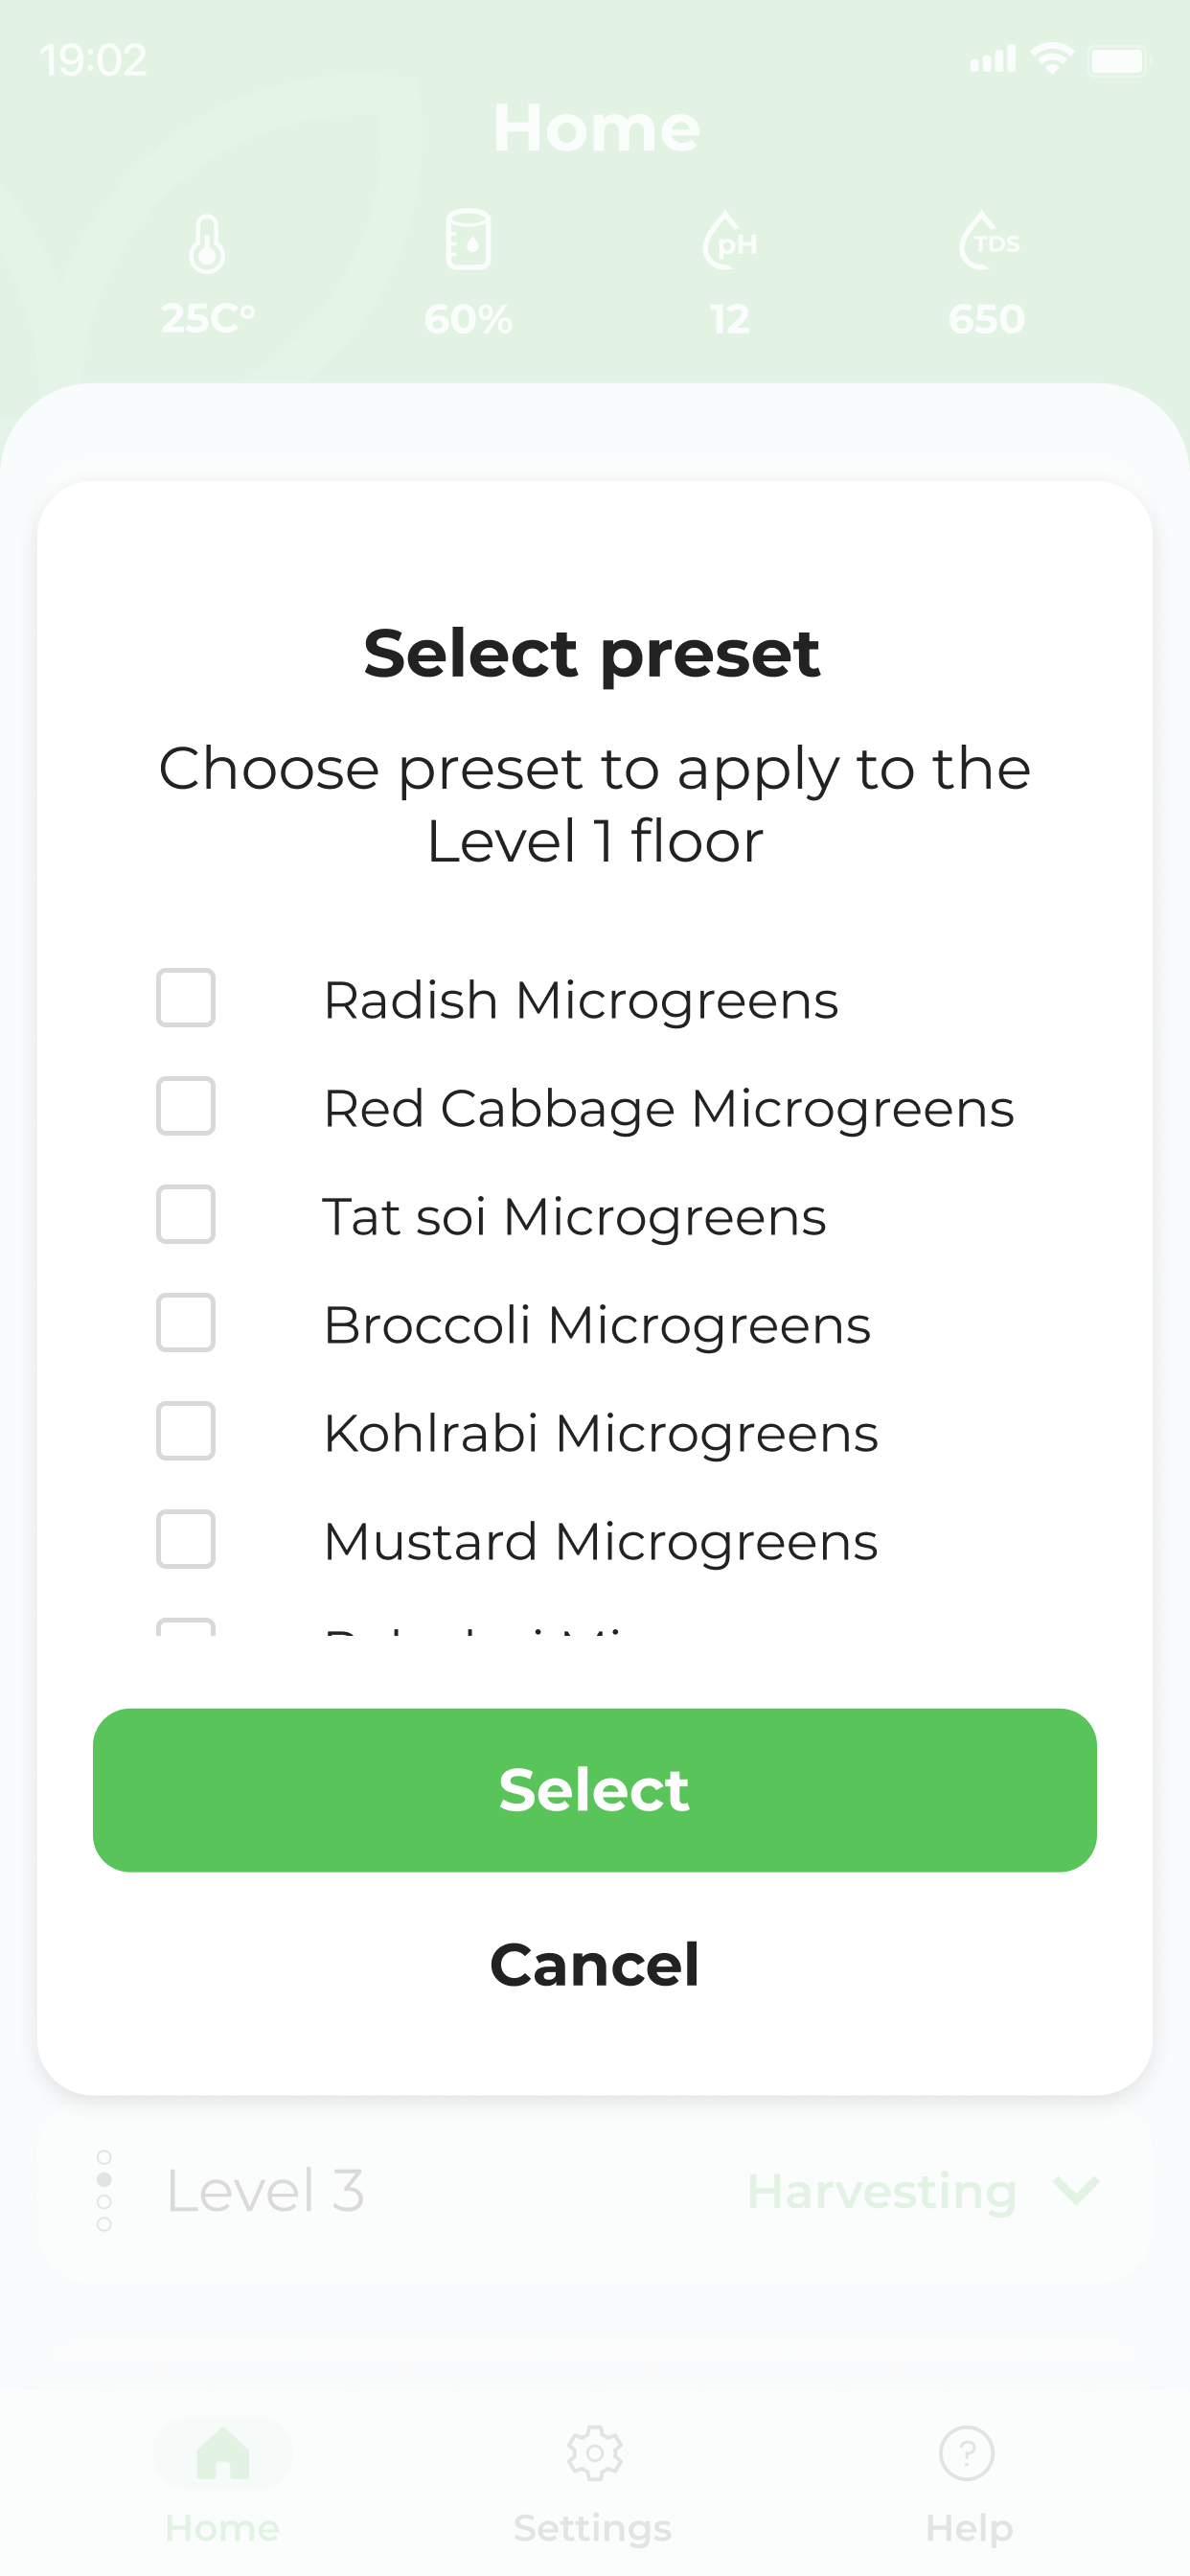 19:02
Home
pH
TDS
25C°
60%
12
650
Select preset
Choose preset to apply to the
Level 1 floor
Radish Microgreens
Red Cabbage Microgreens
Tat soi Microgreens
Broccoli Microgreens
Kohlrabi Microgreens
Mustard Microgreens
Select
Cancel
Level 3
Harvesting
?
Home
Settings
Help